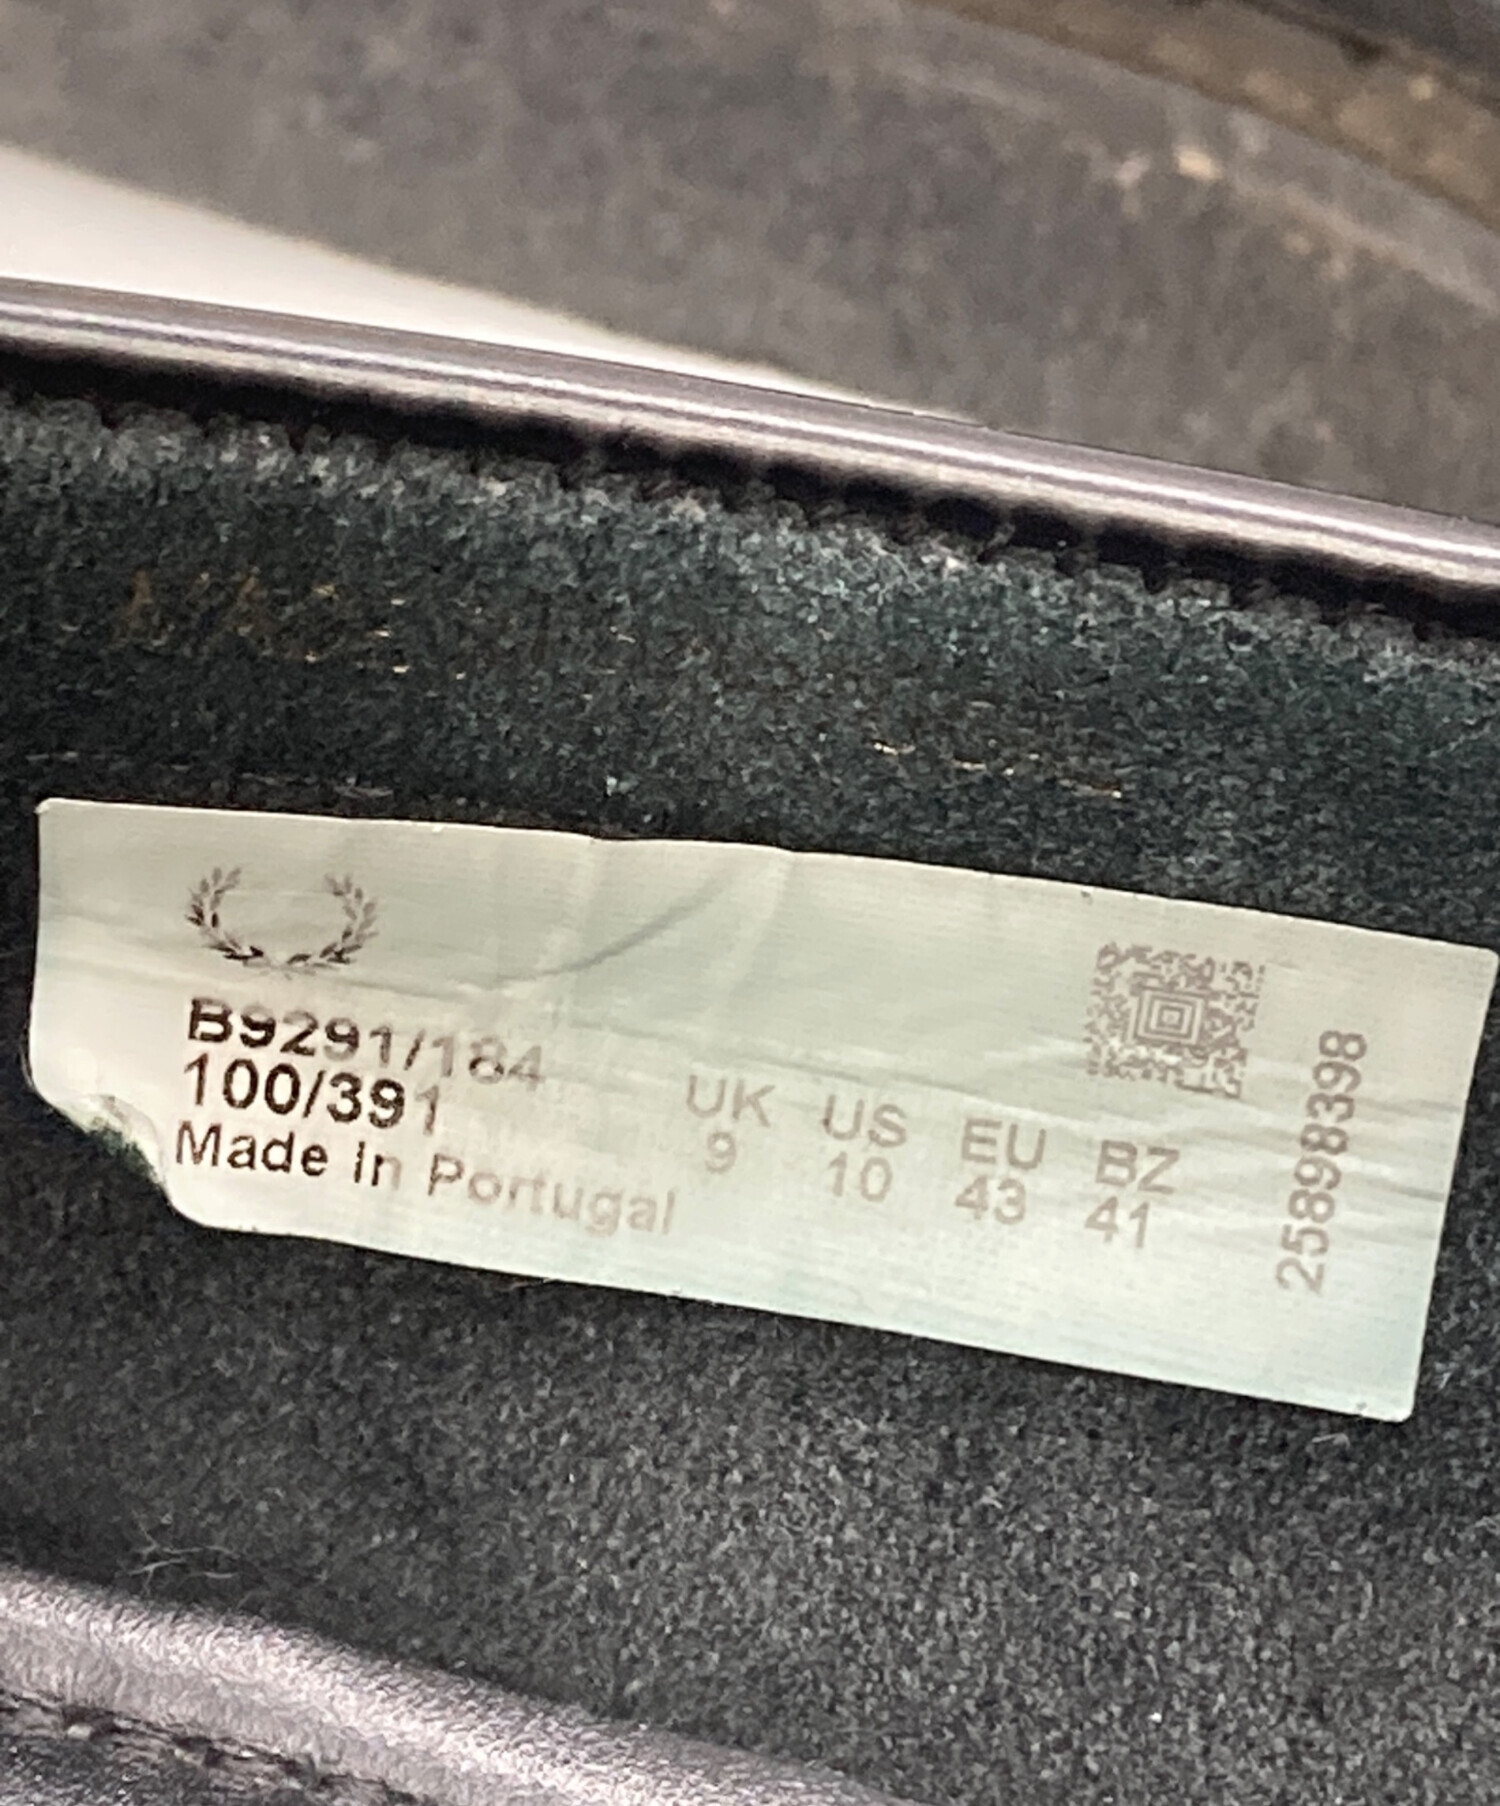 B9291/184
100/391
Made in Portugal
UK US EU BZ
9 10 43 41
25898398